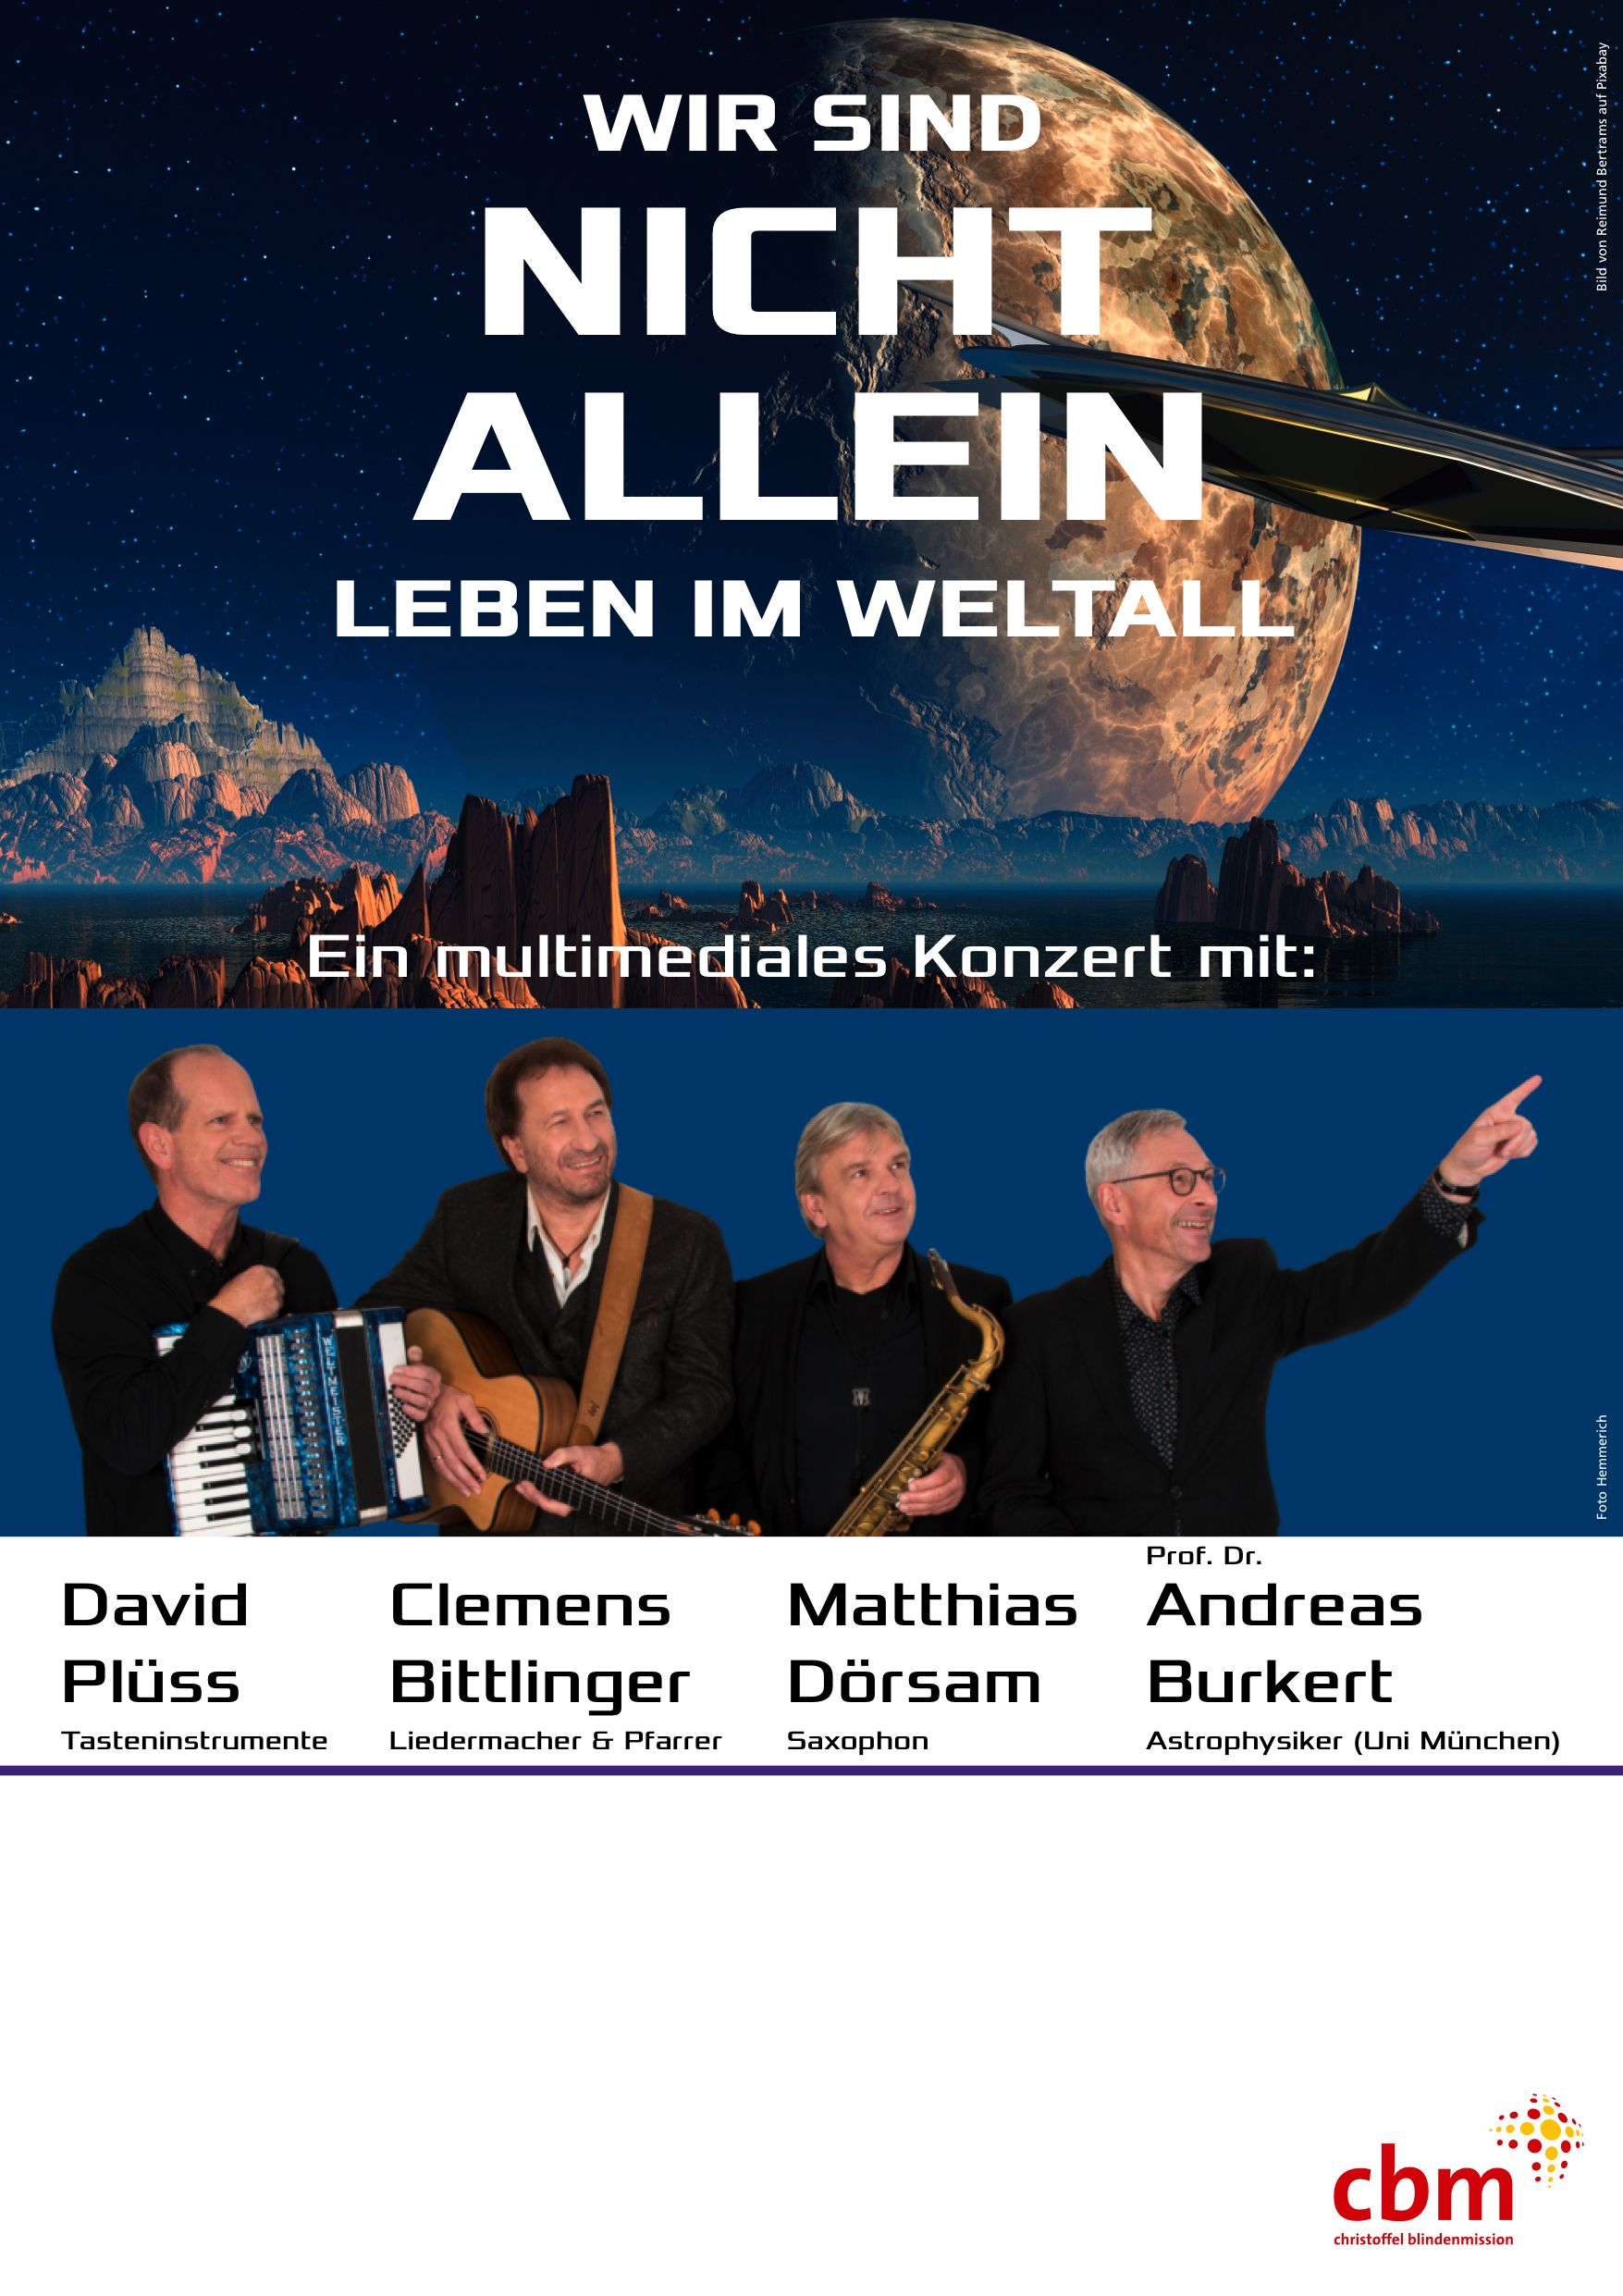 Bild von Reimund Bertrams auf Pixabay
WIR SIND
NICHT
ALLEIN
LEBEN IM WELTALL
Ein multimediales Konzert mit:
WELTMEISTER
Foto Hemmerich
David
Plüss
Tasteninstrumente
Clemens
Bittlinger
Liedermacher & Pfarrer
Matthias
Dörsam
Saxophon
Prof. Dr.
Andreas
Burkert
Astrophysiker (Uni München)
cbm
christoffel blindenmission